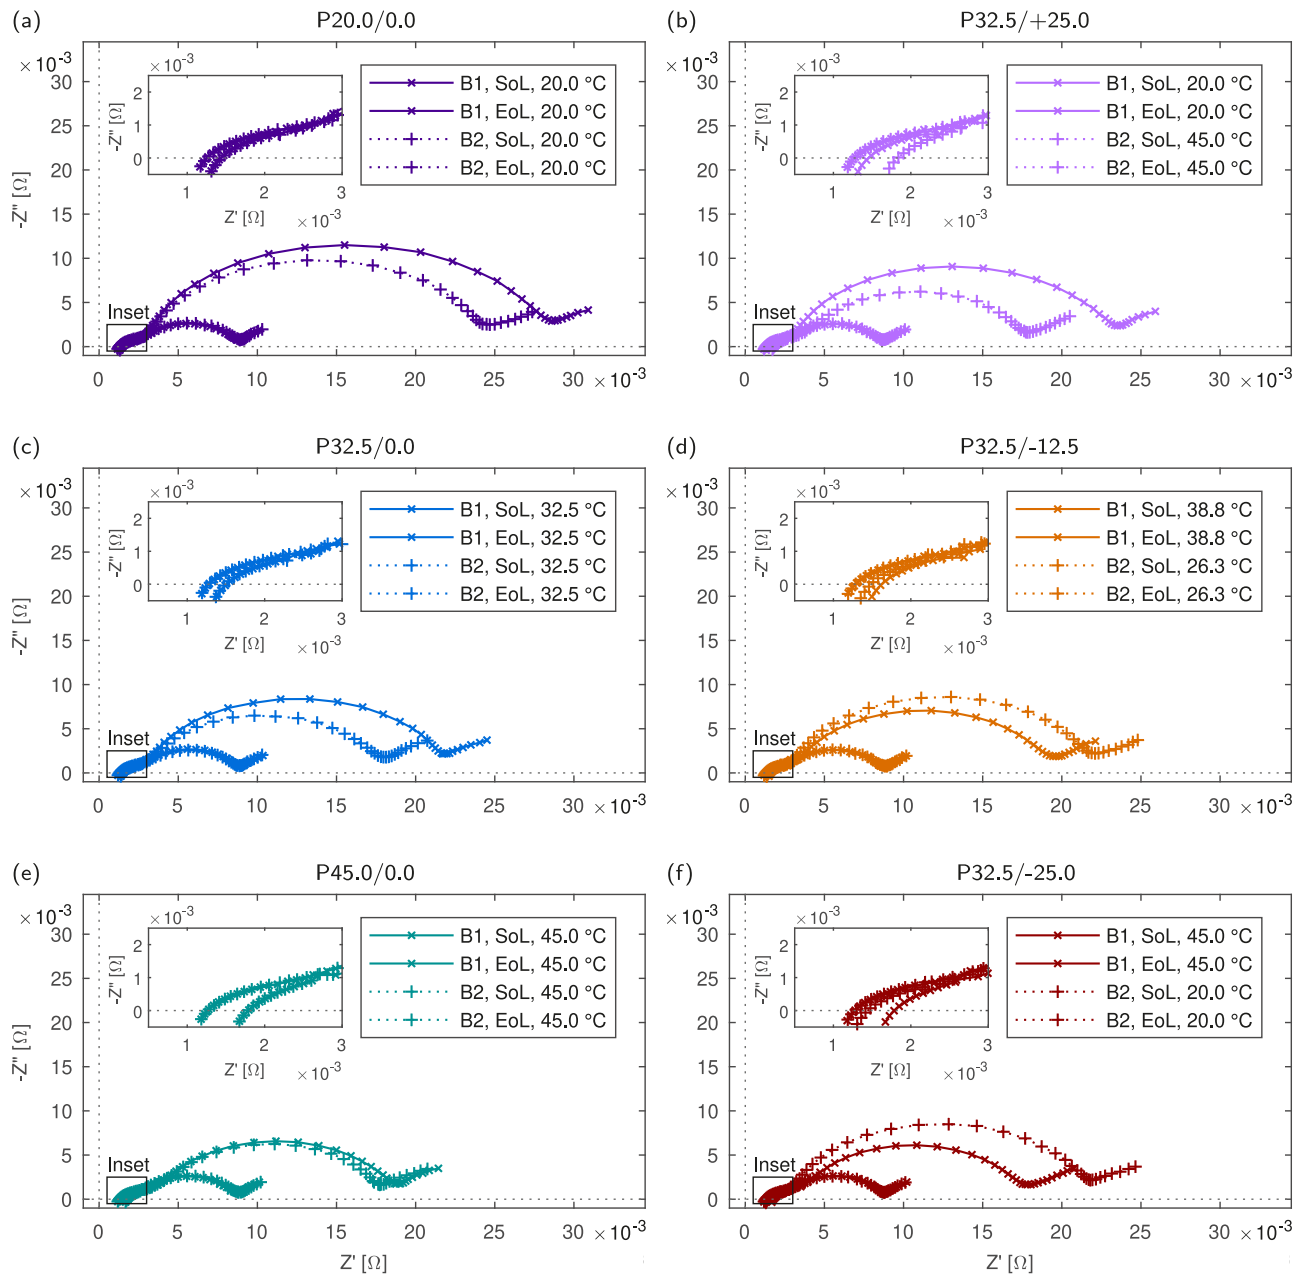 (a) P20.0/0.0
× 10⁻³
30
25
20
15
10
5
0
-Z'' [Ω]
0 5 10 15 20 25 30 × 10⁻³
Inset
× 10⁻³
2
1
0
-Z'' [Ω]
1 2 3
Z' [Ω]
× 10⁻³
B1, SoL, 20.0 °C
B1, EoL, 20.0 °C
B2, SoL, 20.0 °C
B2, EoL, 20.0 °C
(b) P32.5/+25.0
× 10⁻³
30
25
20
15
10
5
0
0 5 10 15 20 25 30 × 10⁻³
Inset
× 10⁻³
2
1
0
-Z'' [Ω]
1 2 3
Z' [Ω]
× 10⁻³
B1, SoL, 20.0 °C
B1, EoL, 20.0 °C
B2, SoL, 45.0 °C
B2, EoL, 45.0 °C
(c) P32.5/0.0
× 10⁻³
30
25
20
15
10
5
0
-Z'' [Ω]
0 5 10 15 20 25 30 × 10⁻³
Inset
× 10⁻³
2
1
0
-Z'' [Ω]
1 2 3
Z' [Ω]
× 10⁻³
B1, SoL, 32.5 °C
B1, EoL, 32.5 °C
B2, SoL, 32.5 °C
B2, EoL, 32.5 °C
(d) P32.5/-12.5
× 10⁻³
30
25
20
15
10
5
0
0 5 10 15 20 25 30 × 10⁻³
Inset
× 10⁻³
2
1
0
-Z'' [Ω]
1 2 3
Z' [Ω]
× 10⁻³
B1, SoL, 38.8 °C
B1, EoL, 38.8 °C
B2, SoL, 26.3 °C
B2, EoL, 26.3 °C
(e) P45.0/0.0
× 10⁻³
30
25
20
15
10
5
0
-Z'' [Ω]
0 5 10 15 20 25 30 × 10⁻³
Z' [Ω]
Inset
× 10⁻³
2
1
0
-Z'' [Ω]
1 2 3
Z' [Ω]
× 10⁻³
B1, SoL, 45.0 °C
B1, EoL, 45.0 °C
B2, SoL, 45.0 °C
B2, EoL, 45.0 °C
(f) P32.5/-25.0
× 10⁻³
30
25
20
15
10
5
0
0 5 10 15 20 25 30 × 10⁻³
Z' [Ω]
Inset
× 10⁻³
2
1
0
-Z'' [Ω]
1 2 3
Z' [Ω]
× 10⁻³
B1, SoL, 45.0 °C
B1, EoL, 45.0 °C
B2, SoL, 20.0 °C
B2, EoL, 20.0 °C